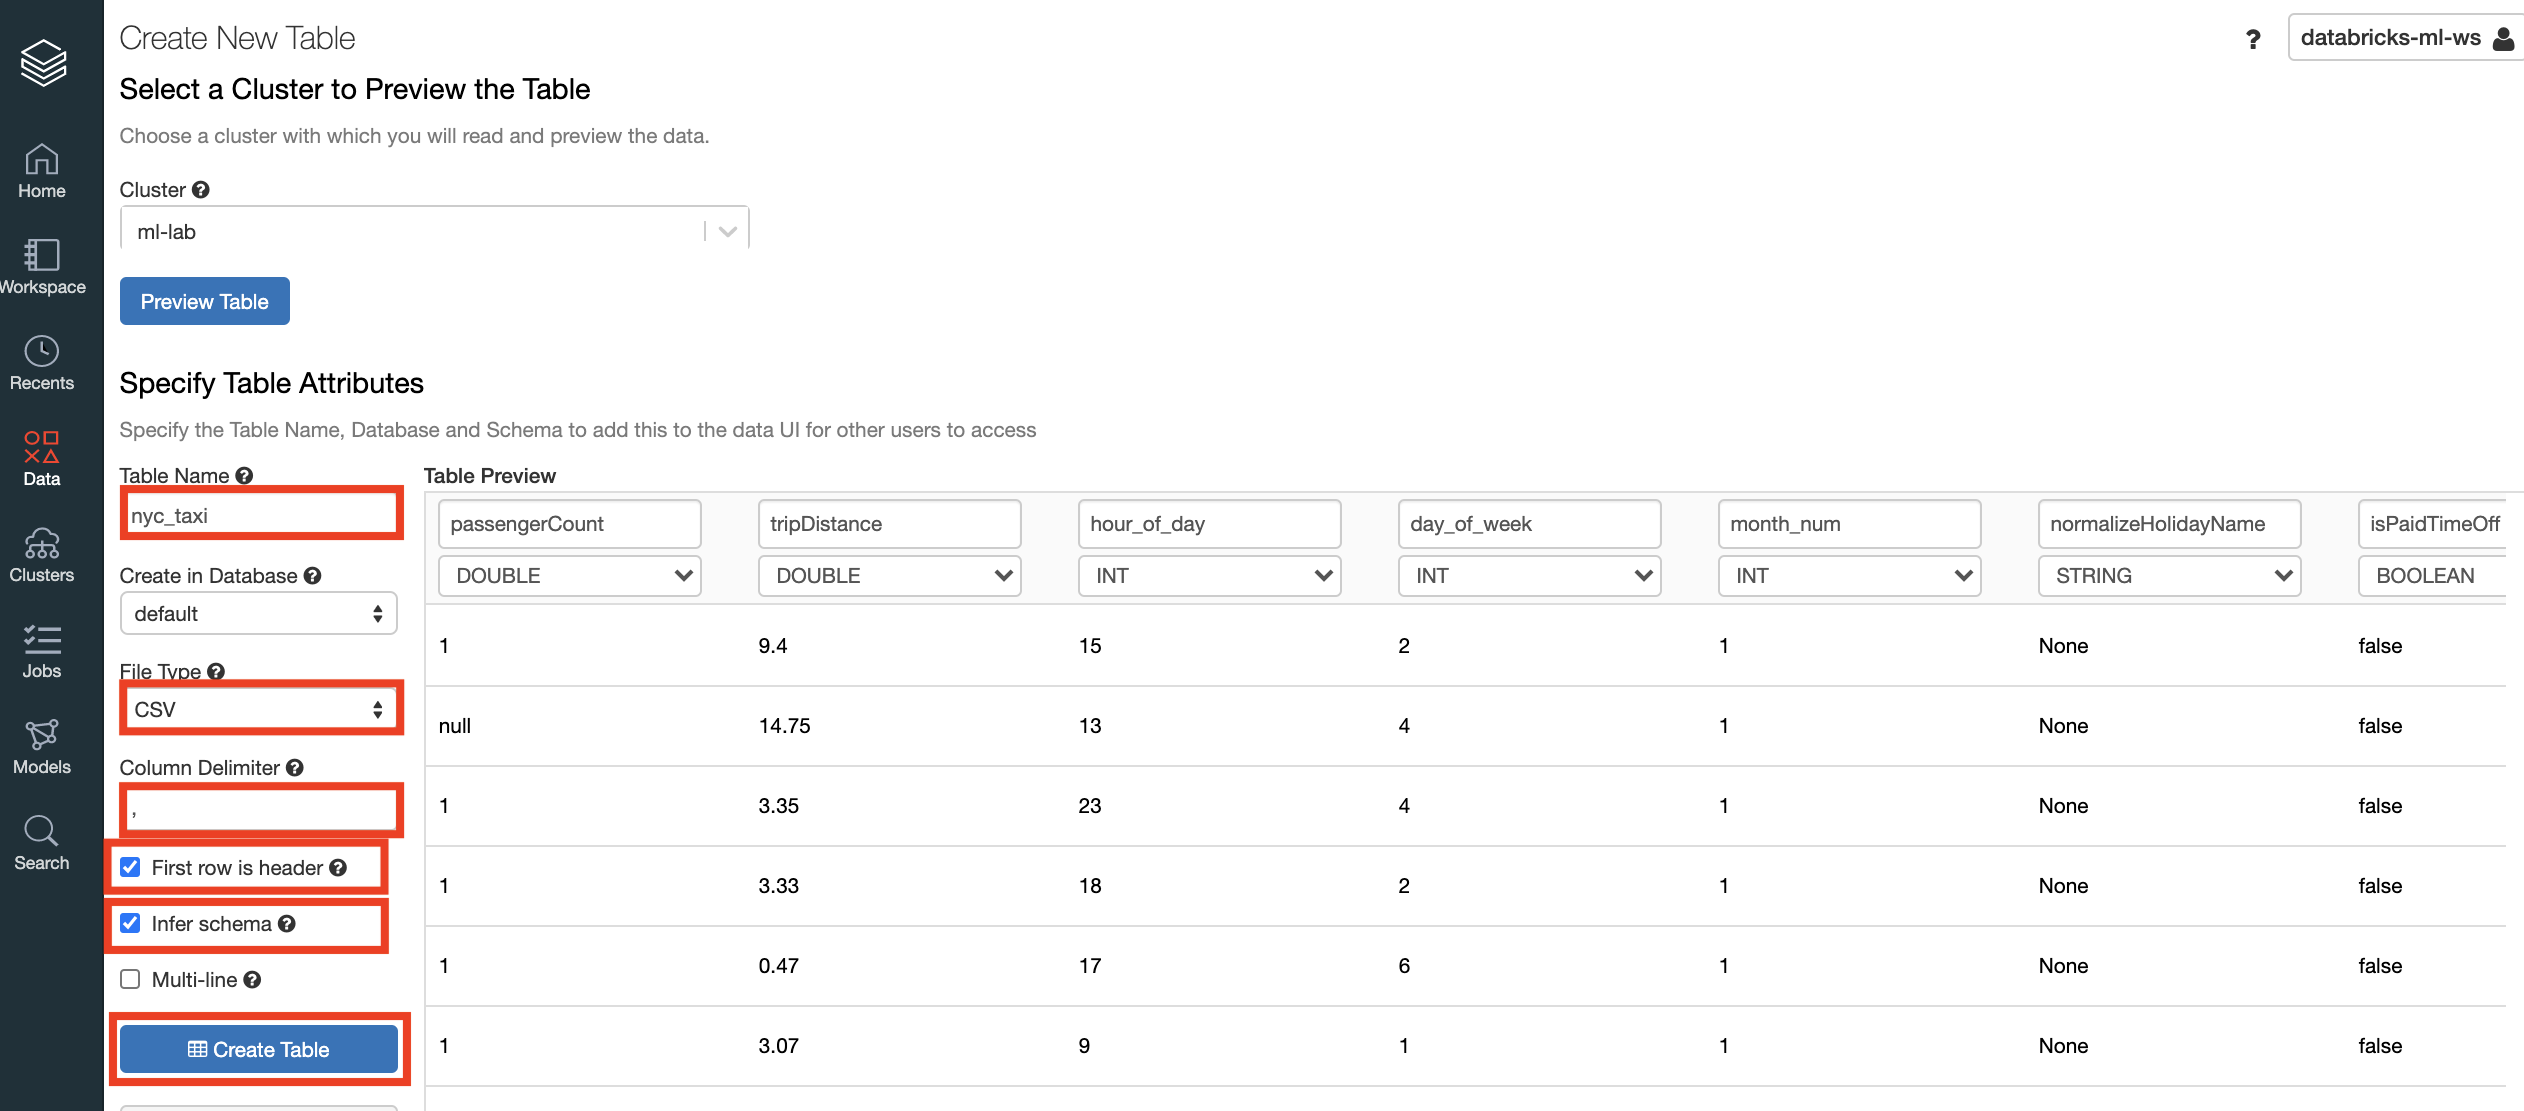 Create New Table
? databricks-ml-ws
Select a Cluster to Preview the Table
Choose a cluster with which you will read and preview the data.
Cluster ?
ml-lab
Preview Table
Specify Table Attributes
Specify the Table Name, Database and Schema to add this to the data UI for other users to access
Table Name ?
nyc_taxi
Create in Database ?
default
File Type ?
CSV
Column Delimiter ?
,
First row is header ?
Infer schema ?
Multi-line ?
Create Table
Table Preview
passengerCount tripDistance hour_of_day day_of_week month_num normalizeHolidayName isPaidTimeOff
DOUBLE DOUBLE INT INT INT STRING BOOLEAN
1 9.4 15 2 1 None false
null 14.75 13 4 1 None false
1 3.35 23 4 1 None false
1 3.33 18 2 1 None false
1 0.47 17 6 1 None false
1 3.07 9 1 1 None false
Home
Workspace
Recents
Data
Clusters
Jobs
Models
Search